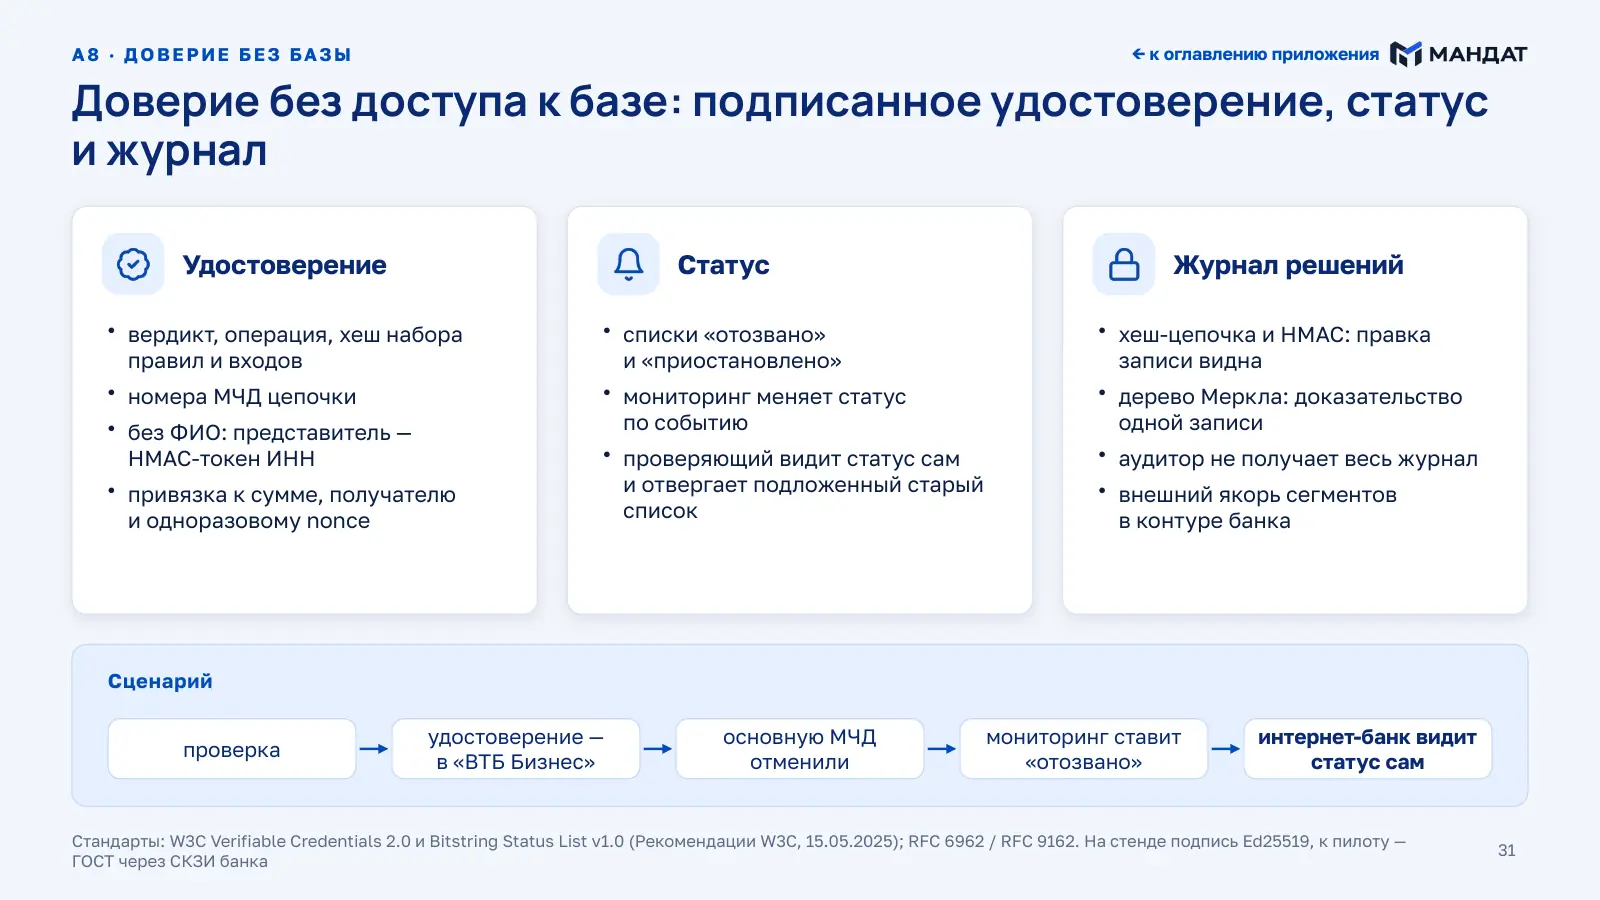 А8 · ДОВЕРИЕ БЕЗ БАЗЫ
← к оглавлению приложения
МАНДАТ
Доверие без доступа к базе: подписанное удостоверение, статус
и журнал
Удостоверение
• вердикт, операция, хеш набора
правил и входов
• номера МЧД цепочки
• без ФИО: представитель —
HMAC-токен ИНН
• привязка к сумме, получателю
и одноразовому nonce
Статус
• списки «отозвано»
и «приостановлено»
• мониторинг меняет статус
по событию
• проверяющий видит статус сам
и отвергает подложенный старый
список
Журнал решений
• хеш-цепочка и HMAC: правка
записи видна
• дерево Меркла: доказательство
одной записи
• аудитор не получает весь журнал
• внешний якорь сегментов
в контуре банка
Сценарий
проверка
удостоверение —
в «ВТБ Бизнес»
основную МЧД
отменили
мониторинг ставит
«отозвано»
интернет-банк видит
статус сам
Стандарты: W3C Verifiable Credentials 2.0 и Bitstring Status List v1.0 (Рекомендации W3C, 15.05.2025); RFC 6962 / RFC 9162. На стенде подпись Ed25519, к пилоту —
ГОСТ через СКЗИ банка
31